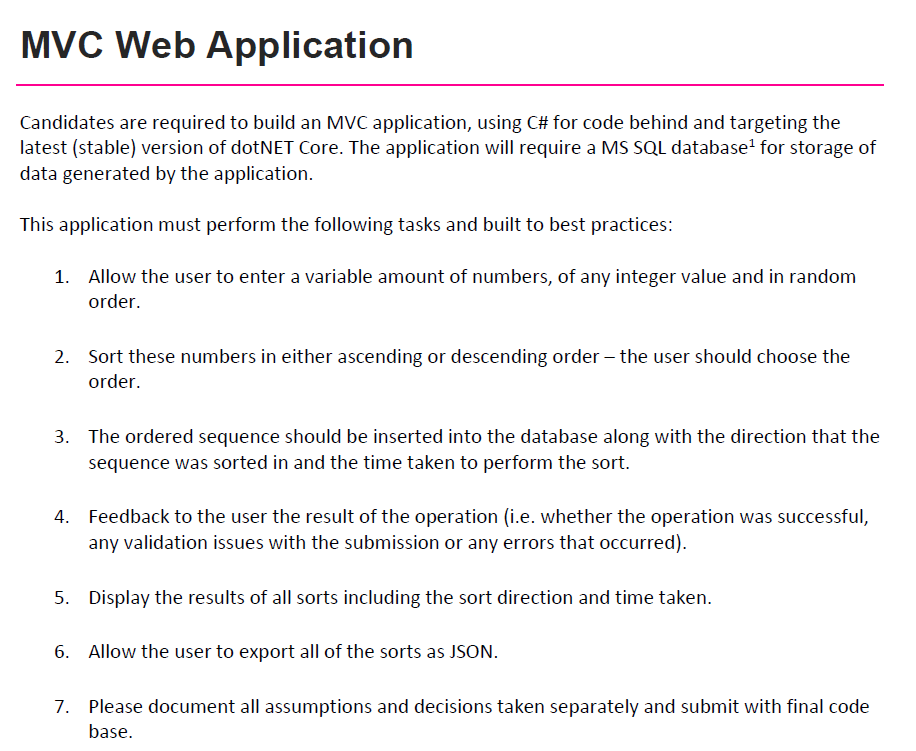 MVC Web Application
Candidates are required to build an MVC application, using C# for code behind and targeting the
latest (stable) version of dotNET Core. The application will require a MS SQL database¹ for storage of
data generated by the application.
This application must perform the following tasks and built to best practices:
1. Allow the user to enter a variable amount of numbers, of any integer value and in random
order.
2. Sort these numbers in either ascending or descending order – the user should choose the
order.
3. The ordered sequence should be inserted into the database along with the direction that the
sequence was sorted in and the time taken to perform the sort.
4. Feedback to the user the result of the operation (i.e. whether the operation was successful,
any validation issues with the submission or any errors that occurred).
5. Display the results of all sorts including the sort direction and time taken.
6. Allow the user to export all of the sorts as JSON.
7. Please document all assumptions and decisions taken separately and submit with final code
base.